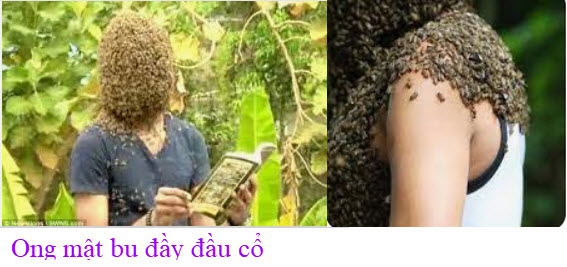 Ong mật bu đầy đầu cổ